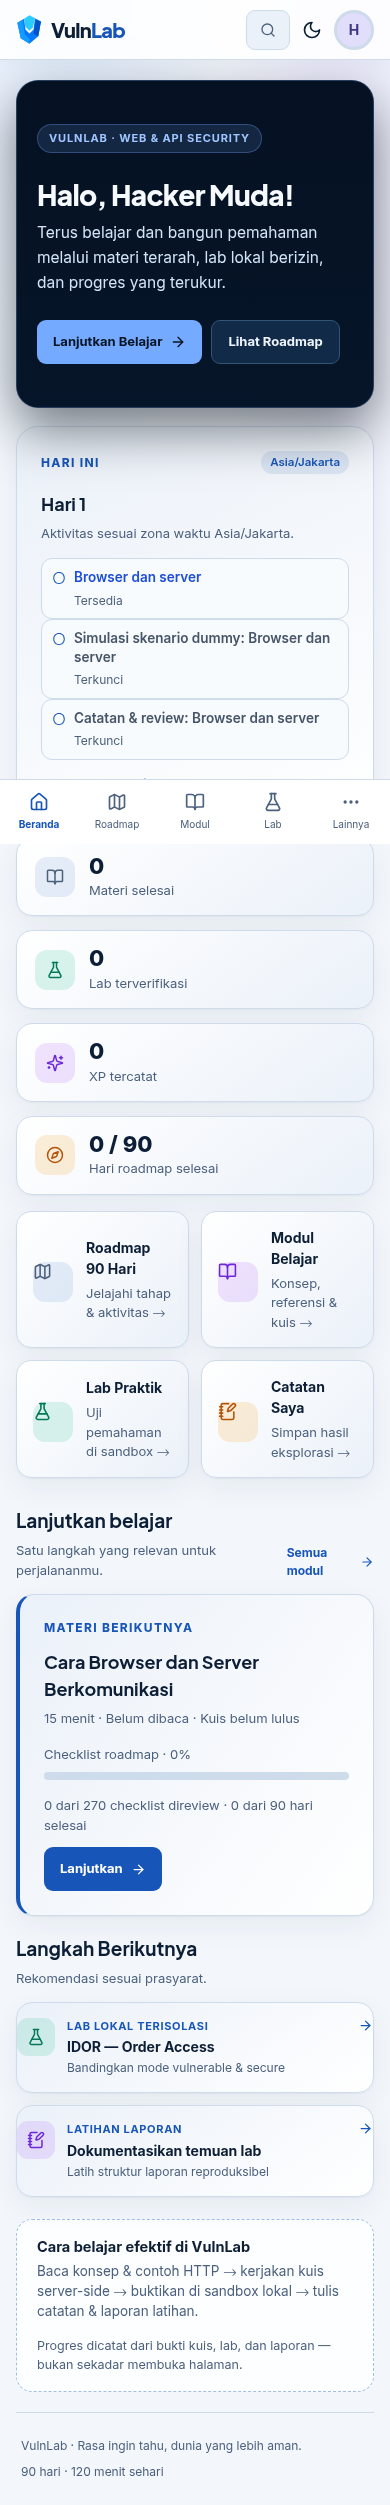 VulnLab
H
VULNLAB · WEB & API SECURITY
Halo, Hacker Muda!
Terus belajar dan bangun pemahaman
melalui materi terarah, lab lokal berizin,
dan progres yang terukur.
Lanjutkan Belajar →
Lihat Roadmap
HARI INI
Asia/Jakarta
Hari 1
Aktivitas sesuai zona waktu Asia/Jakarta.
Browser dan server
Tersedia
Simulasi skenario dummy: Browser dan
server
Terkunci
Catatan & review: Browser dan server
Terkunci
Beranda
Roadmap
Modul
Lab
Lainnya
0
Materi selesai
0
Lab terverifikasi
0
XP tercatat
0 / 90
Hari roadmap selesai
Roadmap
90 Hari
Jelajahi tahap
& aktivitas →
Modul
Belajar
Konsep,
referensi &
kuis →
Lab Praktik
Uji
pemahaman
di sandbox →
Catatan
Saya
Simpan hasil
eksplorasi →
Lanjutkan belajar
Satu langkah yang relevan untuk
perjalananmu.
Semua
modul →
MATERI BERIKUTNYA
Cara Browser dan Server
Berkomunikasi
15 menit · Belum dibaca · Kuis belum lulus
Checklist roadmap · 0%
0 dari 270 checklist direview · 0 dari 90 hari
selesai
Lanjutkan →
Langkah Berikutnya
Rekomendasi sesuai prasyarat.
LAB LOKAL TERISOLASI →
IDOR — Order Access
Bandingkan mode vulnerable & secure
LATIHAN LAPORAN →
Dokumentasikan temuan lab
Latih struktur laporan reproduksibel
Cara belajar efektif di VulnLab
Baca konsep & contoh HTTP → kerjakan kuis
server-side → buktikan di sandbox lokal → tulis
catatan & laporan latihan.
Progres dicatat dari bukti kuis, lab, dan laporan —
bukan sekadar membuka halaman.
VulnLab · Rasa ingin tahu, dunia yang lebih aman.
90 hari · 120 menit sehari